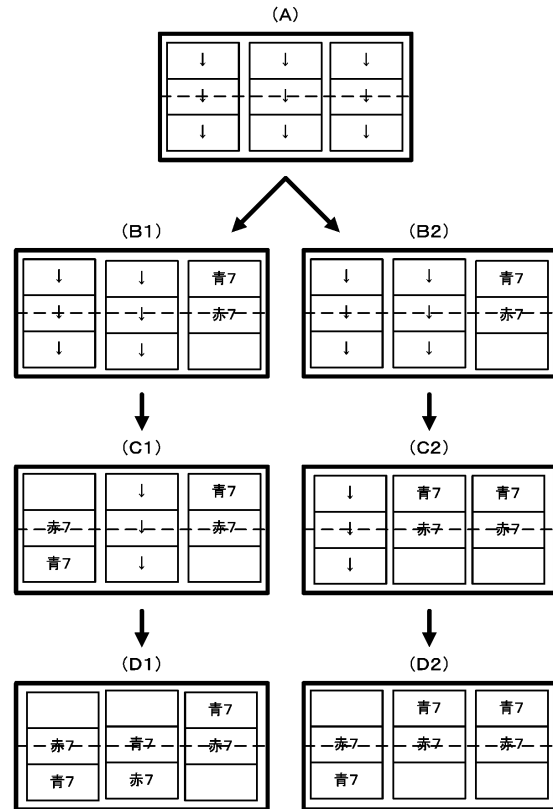 (A)
↓ ↓ ↓
↓ ↓ ↓
↓ ↓ ↓
(B1) (B2)
↓ ↓ 青7 ↓ ↓ 青7
↓ ↓ 赤7 ↓ ↓ 赤7
↓ ↓ ↓ ↓
(C1) (C2)
↓ 青7 ↓ 青7 青7
赤7 ↓ 赤7 ↓ 赤7 赤7
青7 ↓ ↓
(D1) (D2)
青7 青7 青7
赤7 青7 赤7 赤7 赤7 赤7
青7 赤7 青7